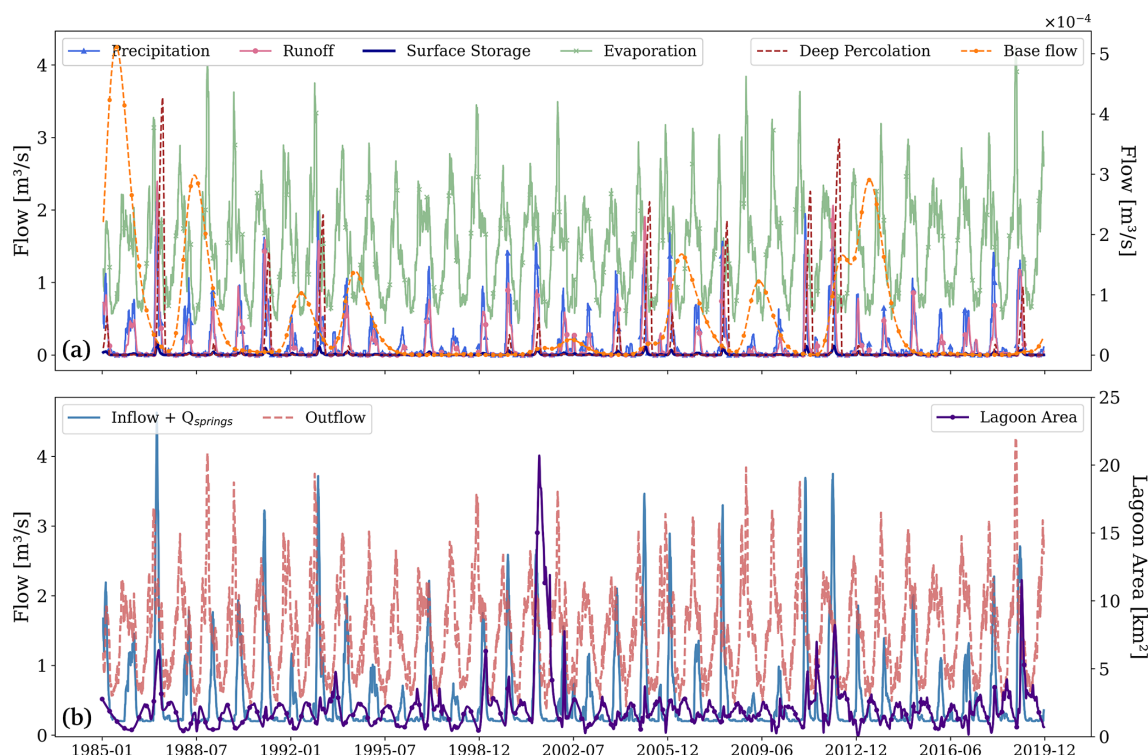 ×10⁻⁴
Precipitation Runoff Surface Storage Evaporation Deep Percolation Base flow
4
3
2
1
0
Flow [m³/s]
5
4
3
2
1
0
Flow [m³/s]
(a)
Inflow + Qsprings Outflow Lagoon Area
4
3
2
1
0
Flow [m³/s]
25
20
15
10
5
0
Lagoon Area [km²]
(b)
1985-01 1988-07 1992-01 1995-07 1998-12 2002-07 2005-12 2009-06 2012-12 2016-06 2019-12